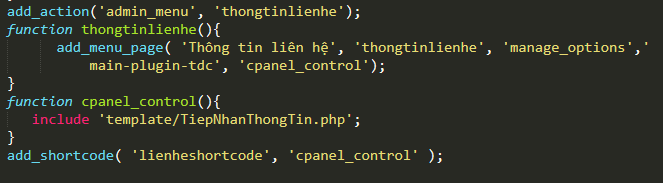 add_action('admin_menu', 'thongtinlienhe');
function thongtinlienhe(){
add_menu_page( 'Thông tin liên hệ', 'thongtinlienhe', 'manage_options','
main-plugin-tdc', 'cpanel_control');
}
function cpanel_control(){
include 'template/TiepNhanThongTin.php';
}
add_shortcode( 'lienheshortcode', 'cpanel_control' );